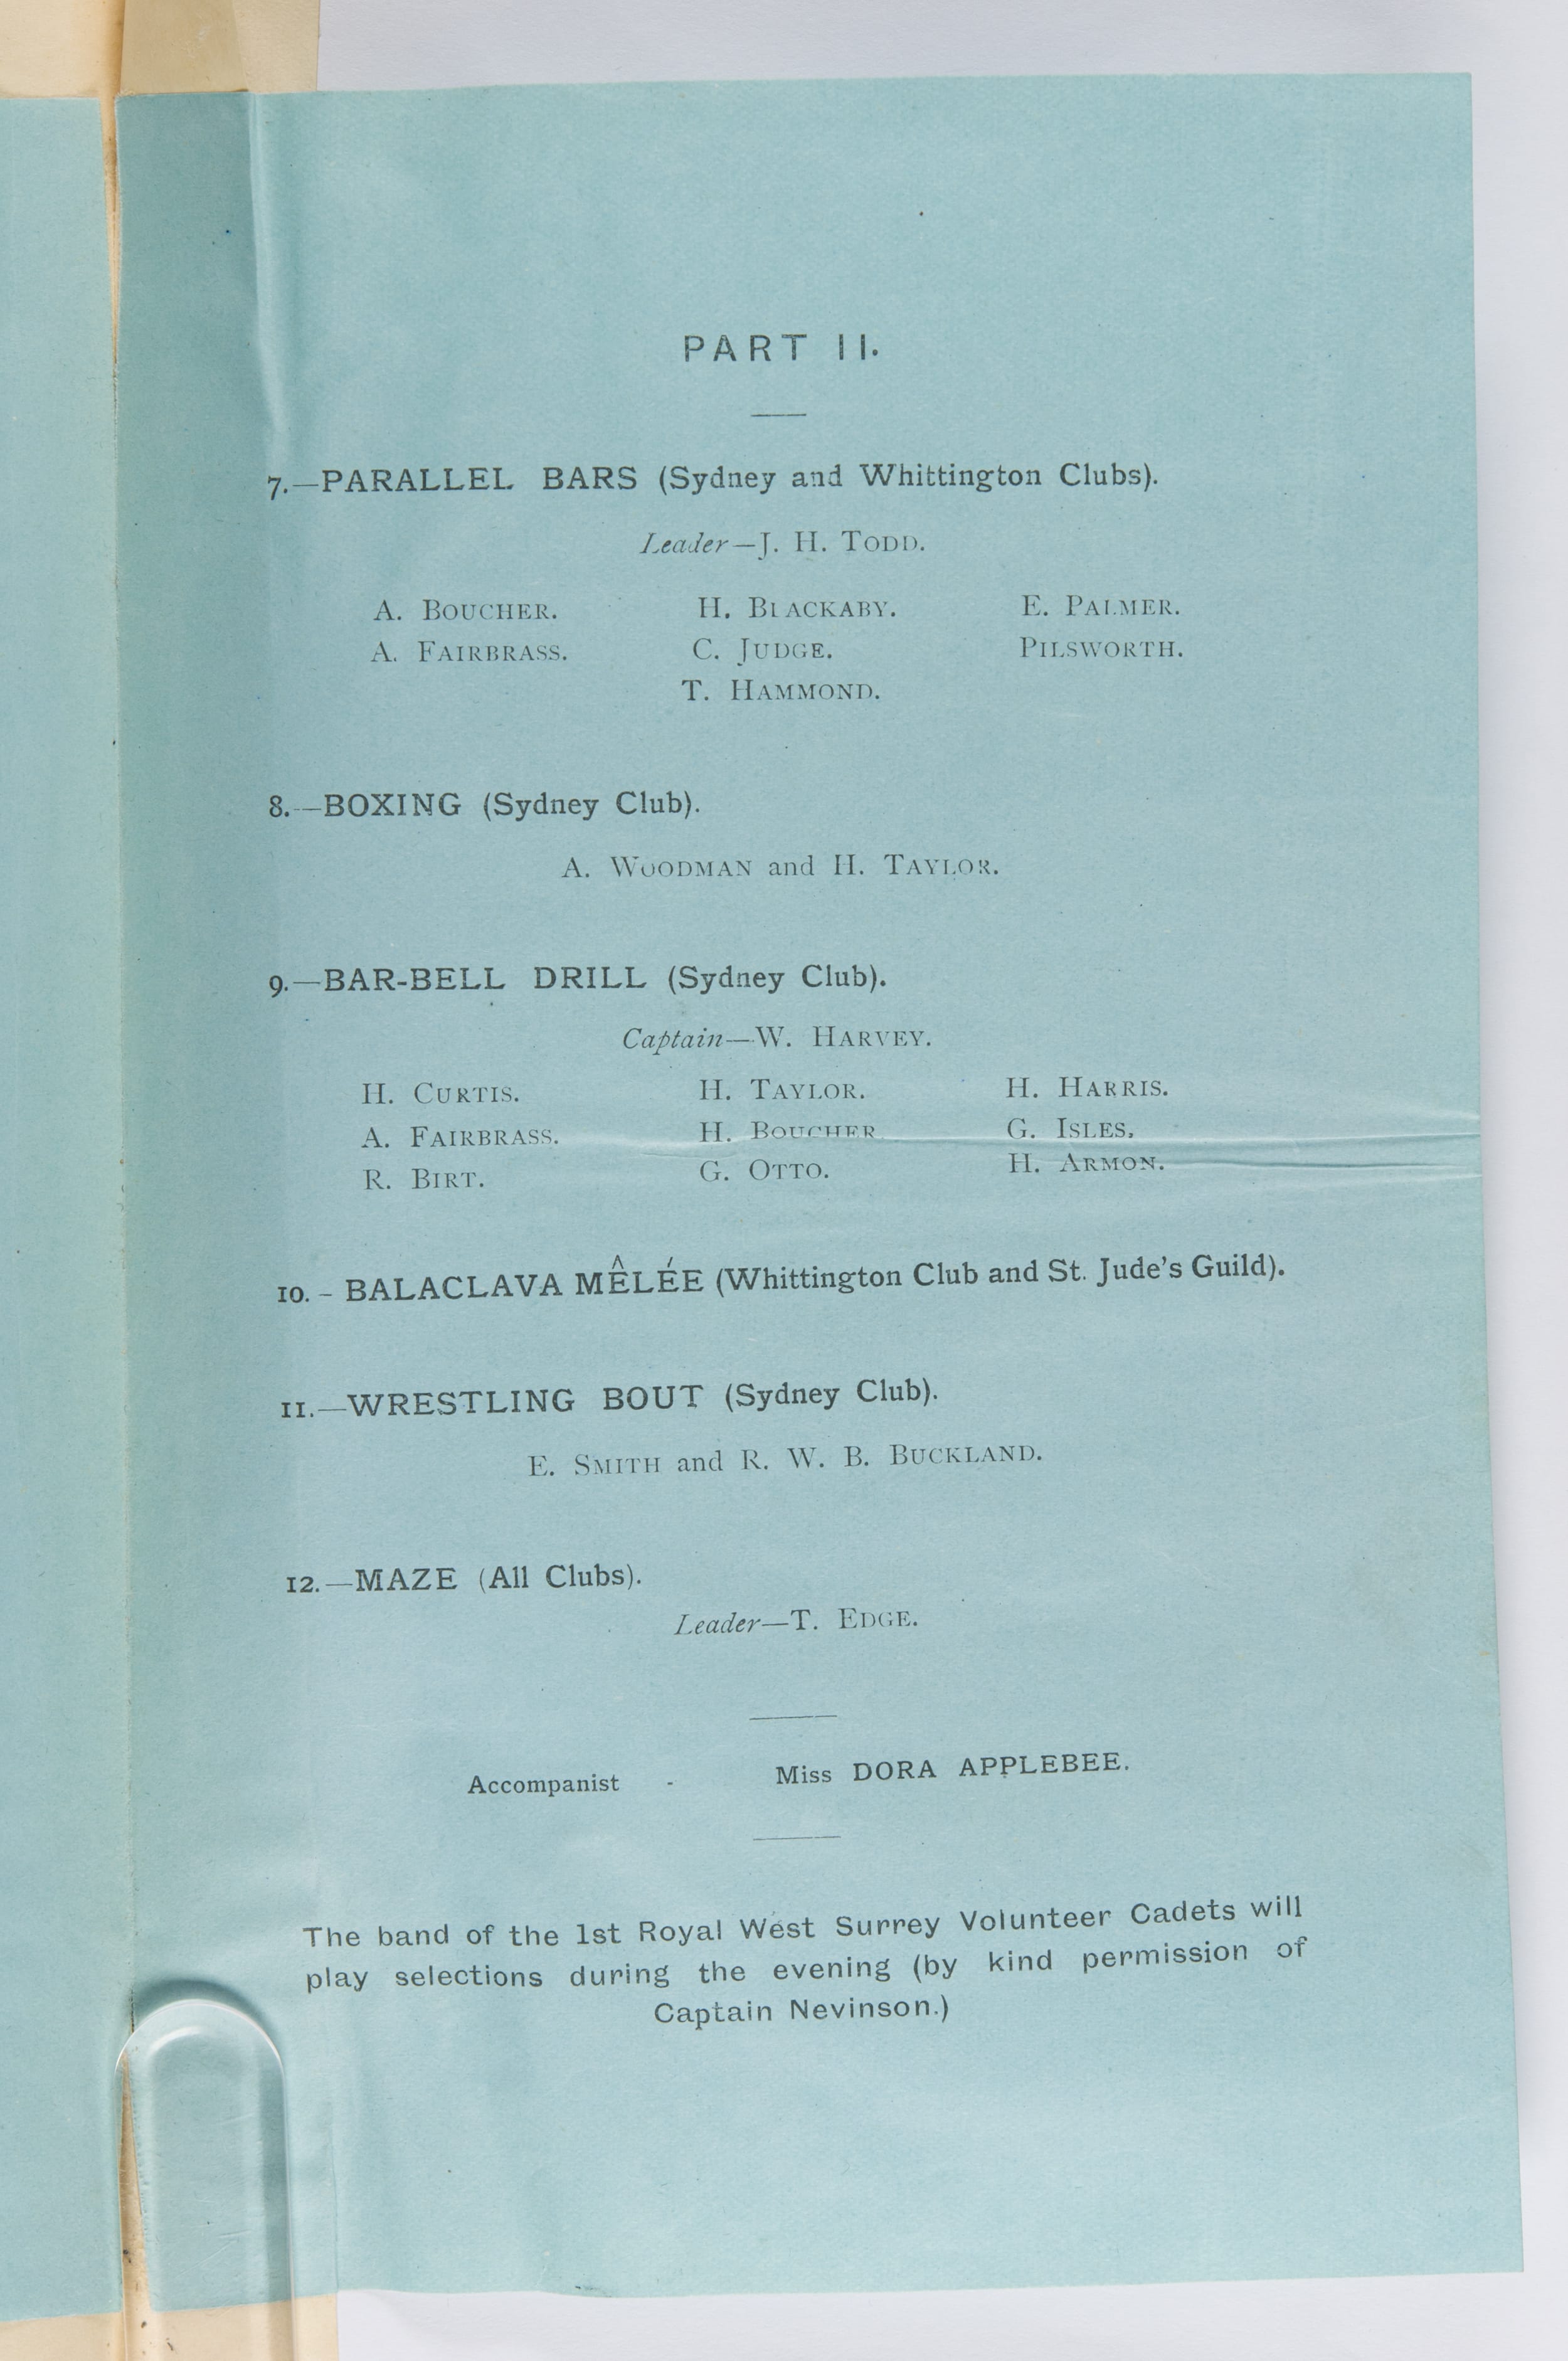 PART II.
7.—PARALLEL BARS (Sydney and Whittington Clubs).
Leader—J. H. TODD.
A. BOUCHER. H. BLACKABY. E. PALMER.
A. FAIRBRASS. C. JUDGE. PILSWORTH.
T. HAMMOND.
8.—BOXING (Sydney Club).
A. WOODMAN and H. TAYLOR.
9.—BAR-BELL DRILL (Sydney Club).
Captain—W. HARVEY.
H. CURTIS. H. TAYLOR. H. HARRIS.
A. FAIRBRASS. H. BOUCHER. G. ISLES.
R. BIRT. G. OTTO. H. ARMON.
10. - BALACLAVA MÊLÉE (Whittington Club and St. Jude's Guild).
11.—WRESTLING BOUT (Sydney Club).
E. SMITH and R. W. B. BUCKLAND.
12.—MAZE (All Clubs).
Leader—T. EDGE.
Accompanist - Miss DORA APPLEBEE.
The band of the 1st Royal West Surrey Volunteer Cadets will
play selections during the evening (by kind permission of
Captain Nevinson.)